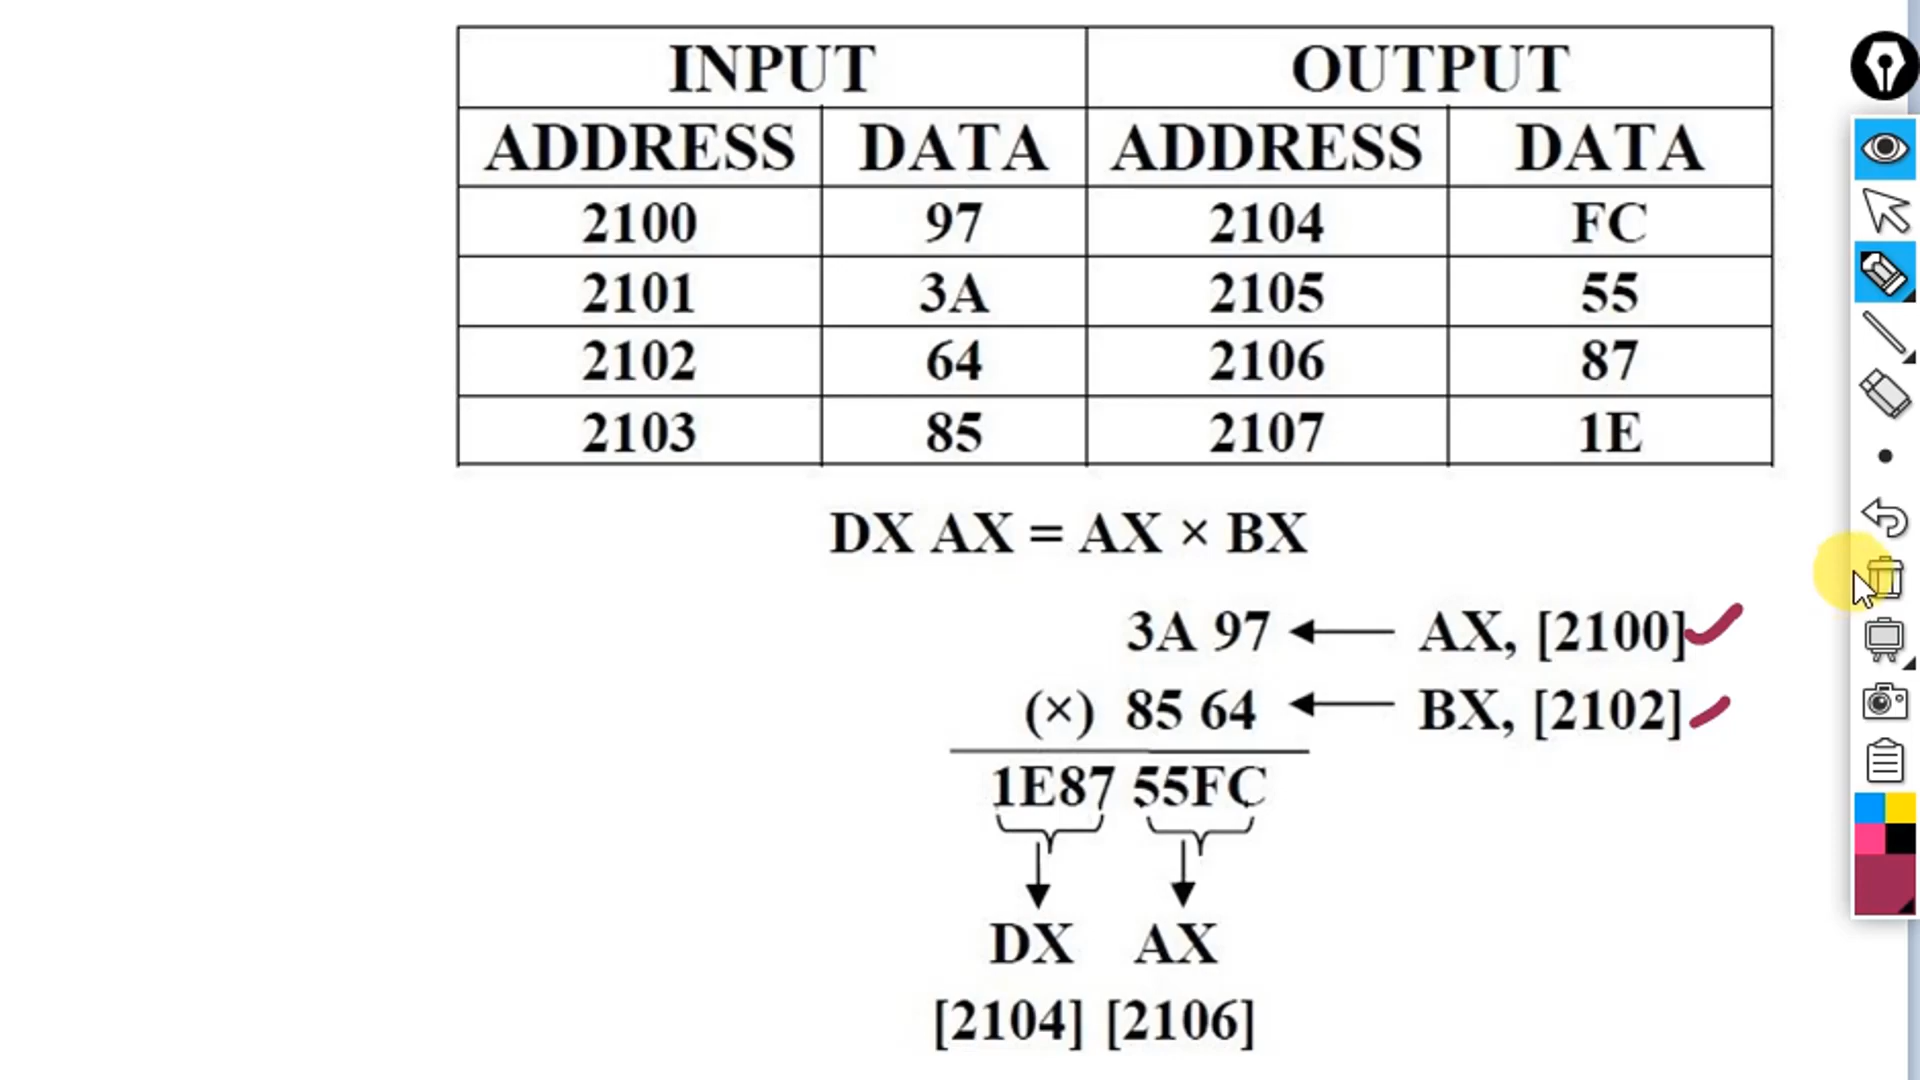 INPUT OUTPUT
ADDRESS DATA ADDRESS DATA
2100 97 2104 FC
2101 3A 2105 55
2102 64 2106 87
2103 85 2107 1E
DX AX = AX × BX
3A 97 ← AX, [2100]
(×) 85 64 ← BX, [2102]
1E87 55FC
DX AX
[2104] [2106]